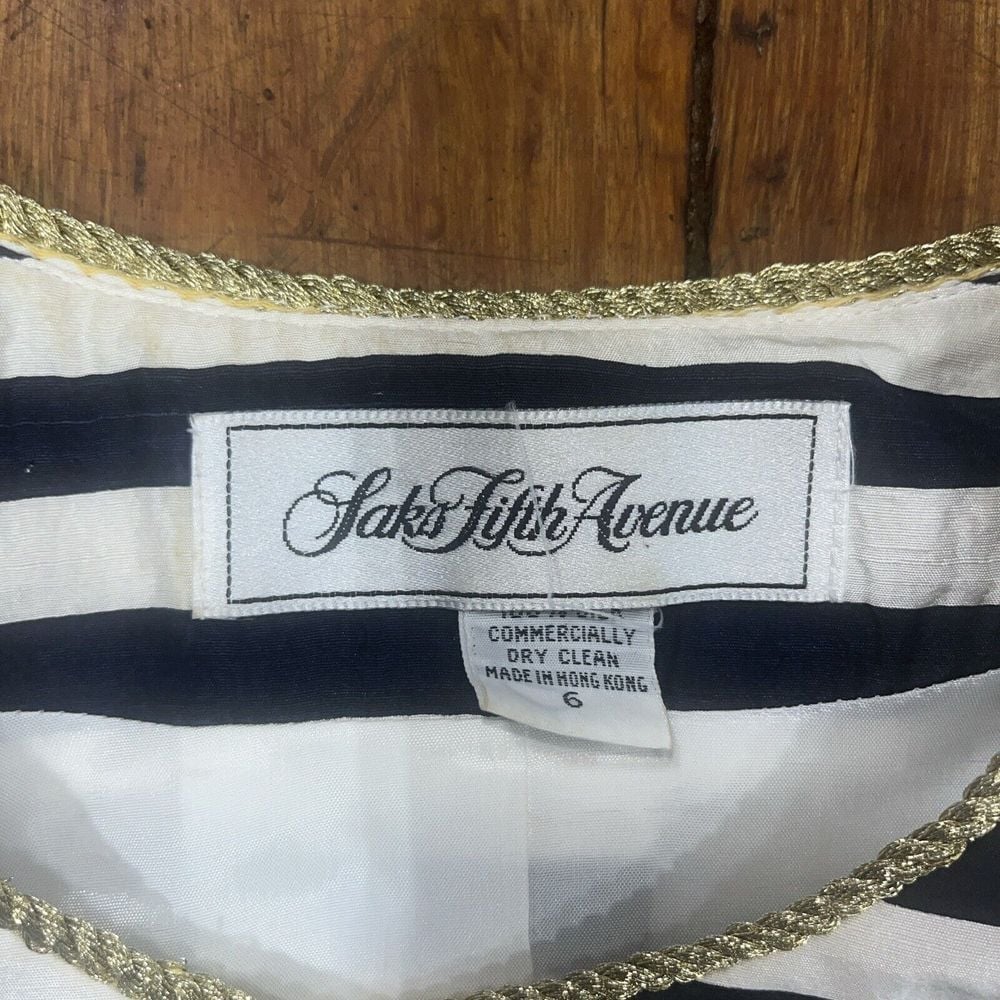 Saks Fifth Avenue
COMMERCIALLY
DRY CLEAN
MADE IN HONG KONG
6